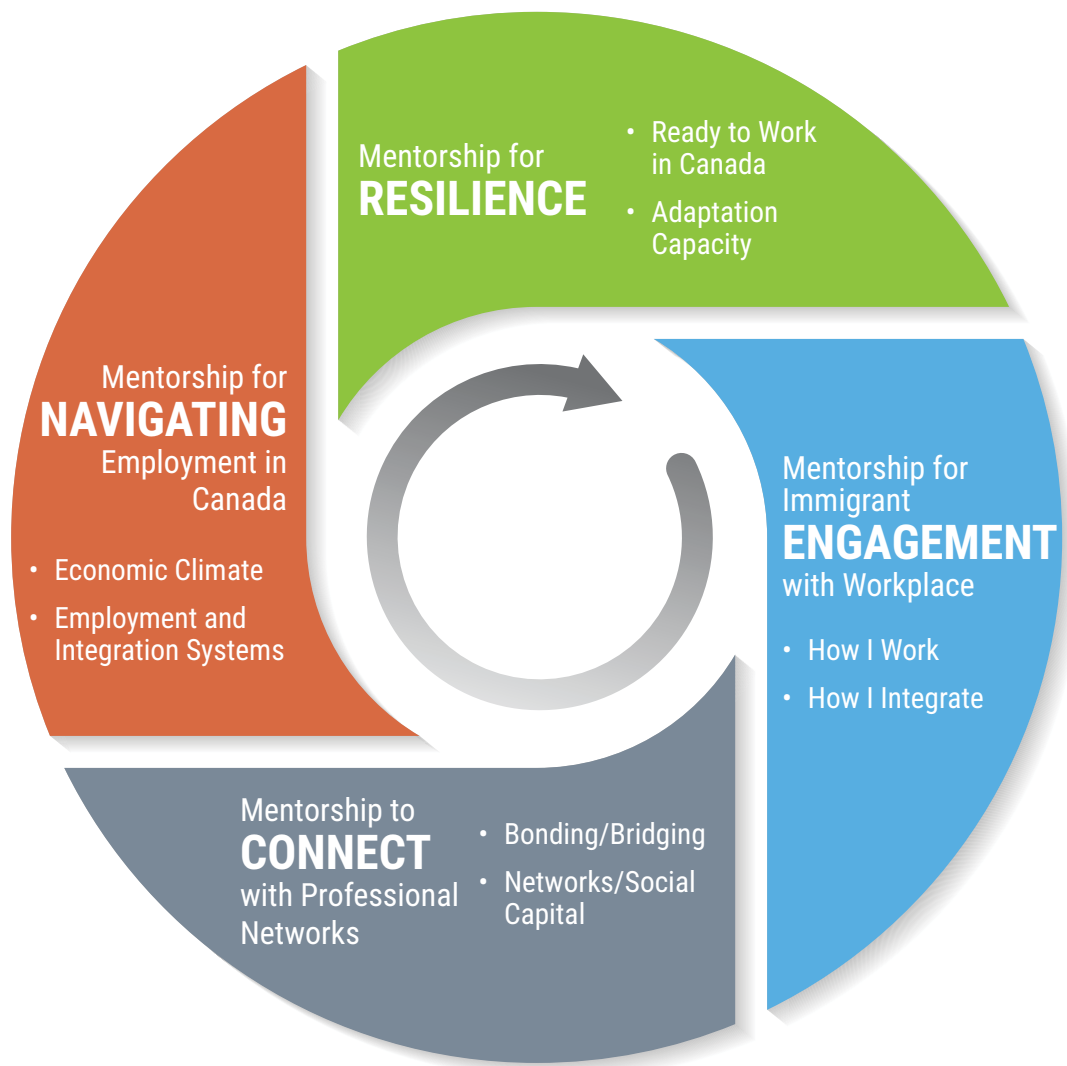 Mentorship for
RESILIENCE
• Ready to Work
in Canada
• Adaptation
Capacity
Mentorship for
Immigrant
ENGAGEMENT
with Workplace
• How I Work
• How I Integrate
Mentorship to
CONNECT
with Professional
Networks
• Bonding/Bridging
• Networks/Social
Capital
Mentorship for
NAVIGATING
Employment in
Canada
• Economic Climate
• Employment and
Integration Systems